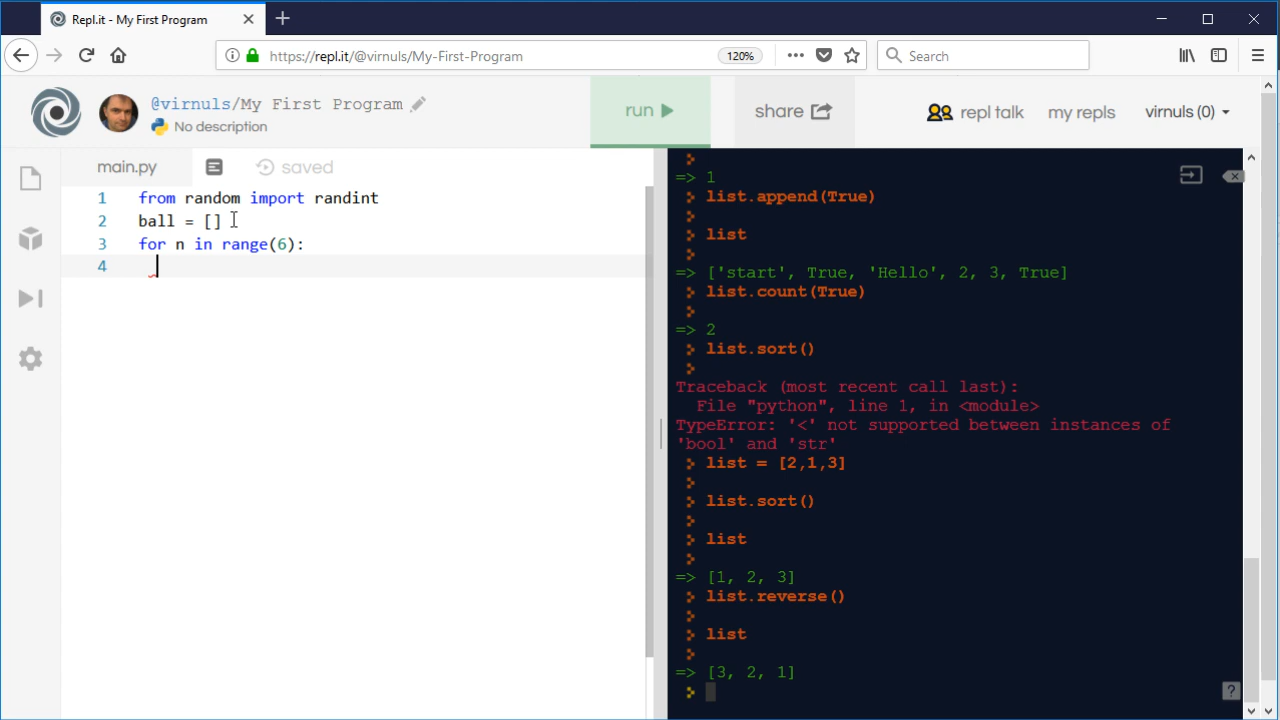 Repl.it - My First Program
https://repl.it/@virnuls/My-First-Program
120%
Search
@virnuls/My First Program
No description
run
share
repl talk
my repls
virnuls (0)
main.py
saved
1 from random import randint
2 ball = []
3 for n in range(6):
4
=> 1
list.append(True)
list
=> ['start', True, 'Hello', 2, 3, True]
list.count(True)
=> 2
list.sort()
Traceback (most recent call last):
File "python", line 1, in <module>
TypeError: '<' not supported between instances of
'bool' and 'str'
list = [2,1,3]
list.sort()
list
=> [1, 2, 3]
list.reverse()
list
=> [3, 2, 1]
?